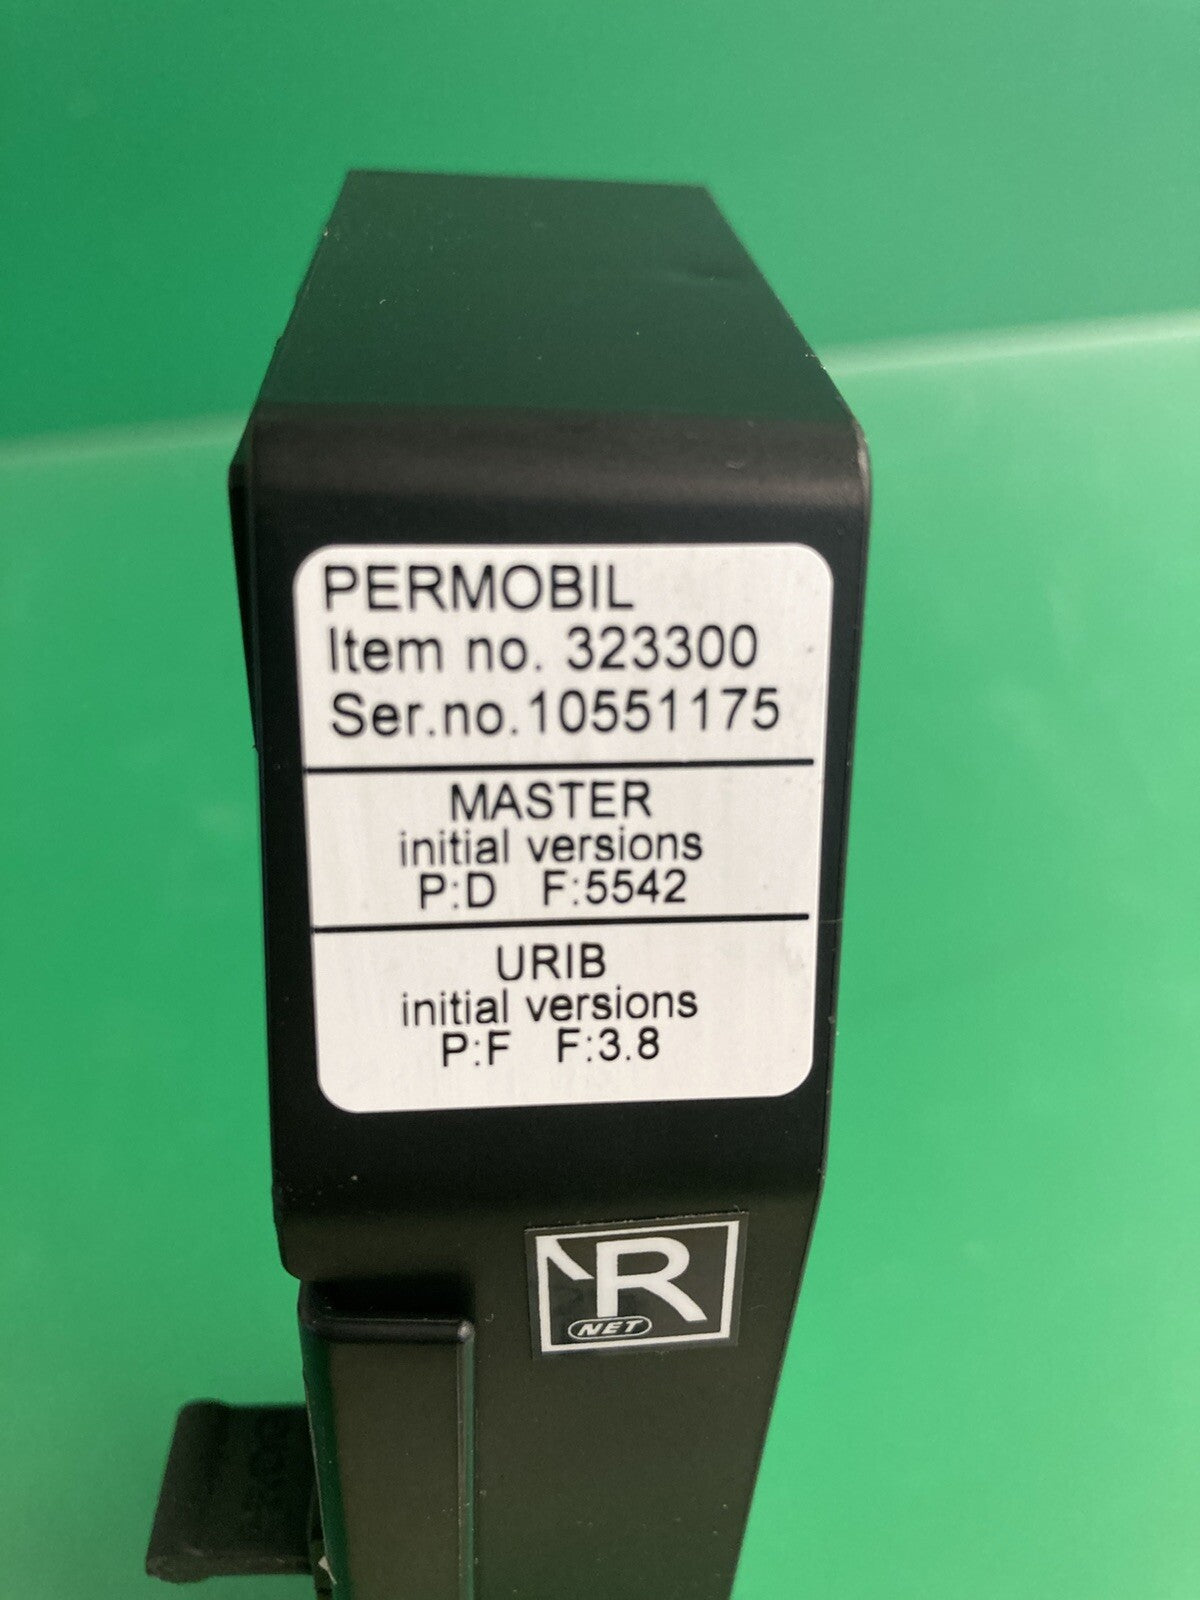 PERMOBIL
Item no. 323300
Ser.no.10551175
MASTER
initial versions
P:D F:5542
URIB
initial versions
P:F F:3.8
R
NET